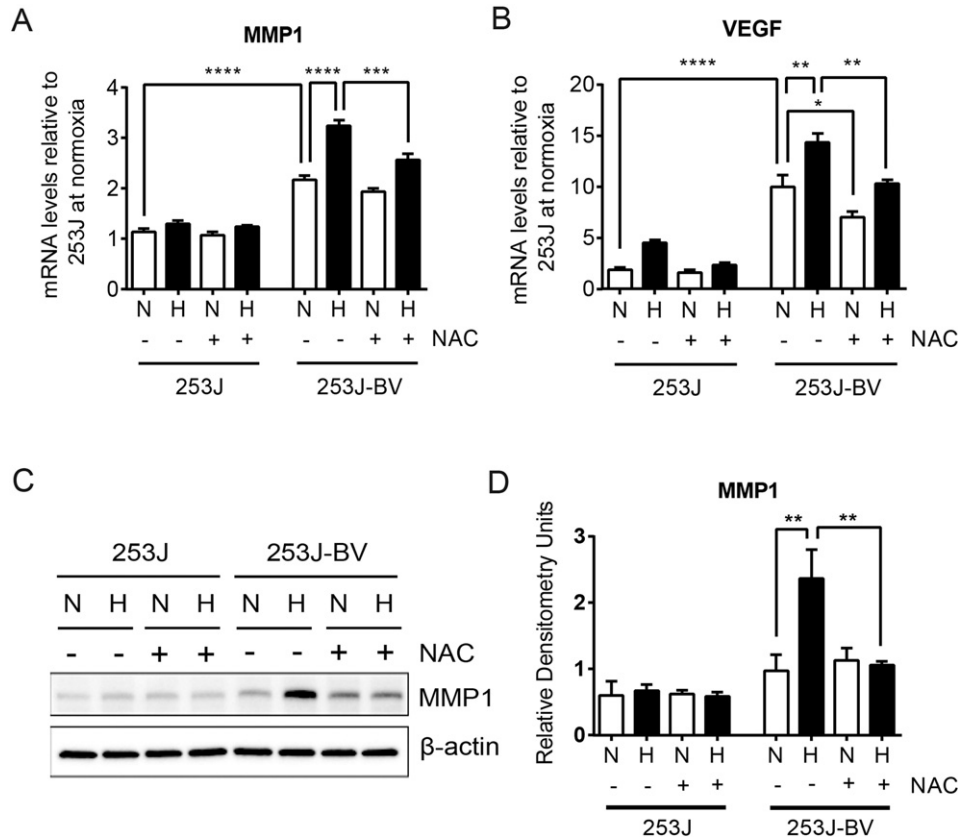 A
MMP1
mRNA levels relative to
253J at normoxia
4
3
2
1
0
**** **** ***
N H N H N H N H
- - + + - - + + NAC
253J 253J-BV
B
VEGF
mRNA levels relative to
253J at normoxia
20
15
10
5
0
**** ** **
*
N H N H N H N H
- - + + - - + + NAC
253J 253J-BV
C
253J 253J-BV
N H N H N H N H
- - + + - - + + NAC
MMP1
β-actin
D
MMP1
Relative Densitometry Units
3
2
1
0
** **
N H N H N H N H
- - + + - - + + NAC
253J 253J-BV